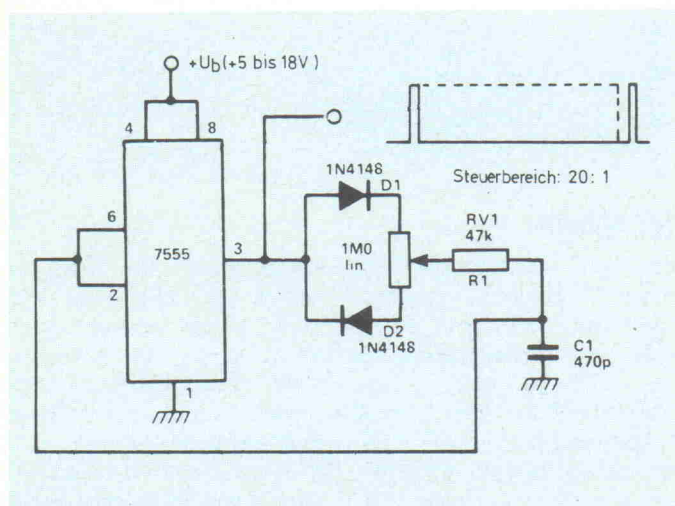 +Ub (+5 bis 18V)
4
8
1N4148
D1
Steuerbereich: 20: 1
6
7555
3
1M0
lin
RV1
47k
R1
2
D2
1N4148
C1
470p
1